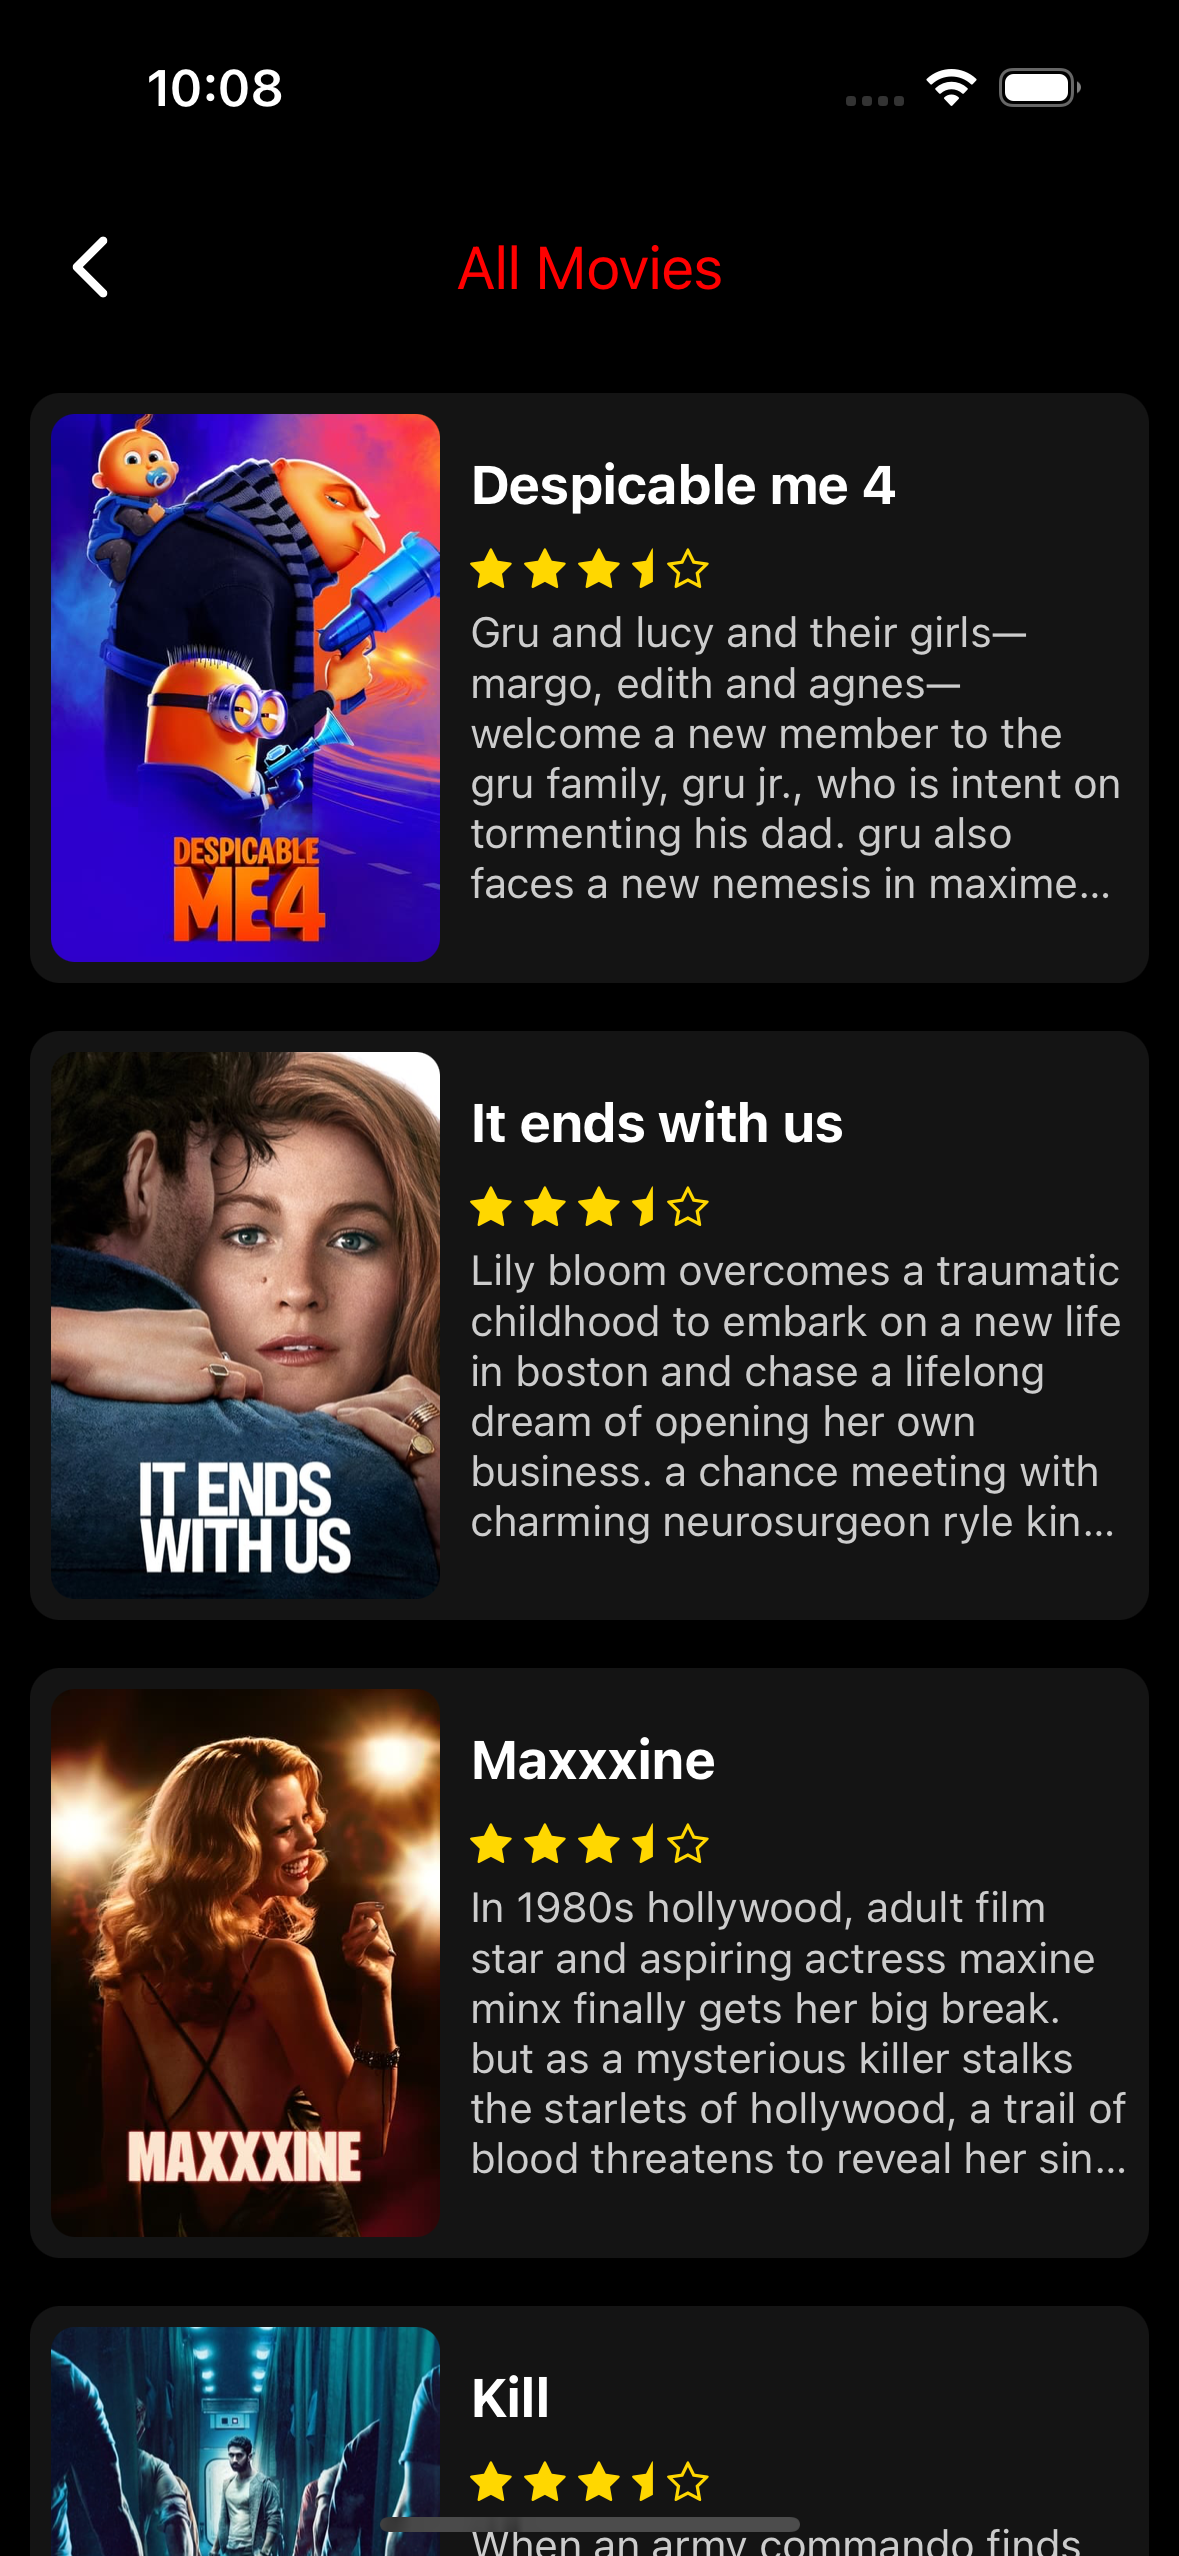 10:08
All Movies
DESPICABLE
ME4
Despicable me 4
Gru and lucy and their girls—
margo, edith and agnes—
welcome a new member to the
gru family, gru jr., who is intent on
tormenting his dad. gru also
faces a new nemesis in maxime...
IT ENDS
WITH US
It ends with us
Lily bloom overcomes a traumatic
childhood to embark on a new life
in boston and chase a lifelong
dream of opening her own
business. a chance meeting with
charming neurosurgeon ryle kin...
MAXXXINE
Maxxxine
In 1980s hollywood, adult film
star and aspiring actress maxine
minx finally gets her big break.
but as a mysterious killer stalks
the starlets of hollywood, a trail of
blood threatens to reveal her sin...
Kill
When an army commando finds